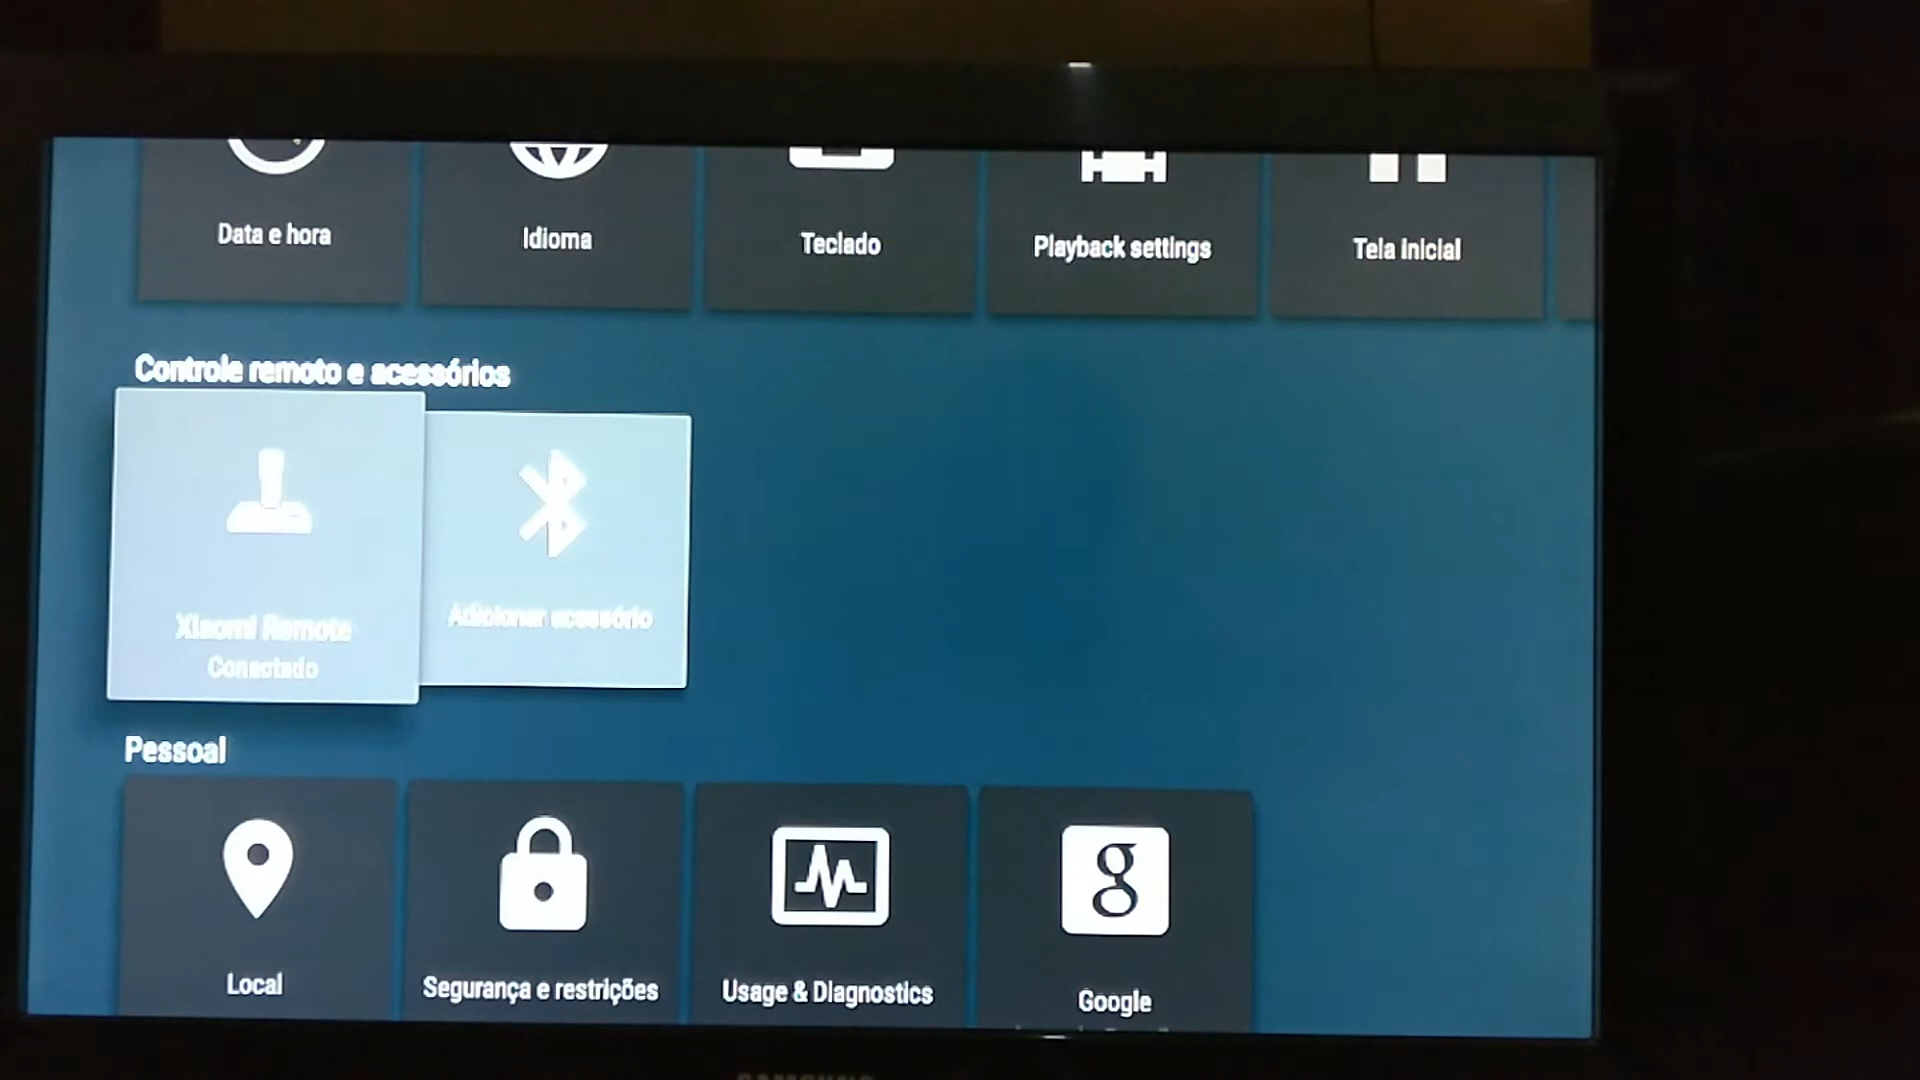 Data e hora
Idioma
Teclado
Playback settings
Tela inicial
Controle remoto e acessórios
Xiaomi Remote
Conectado
Adicionar acessório
Pessoal
Local
Segurança e restrições
Usage & Diagnostics
Google
SAMSUNG